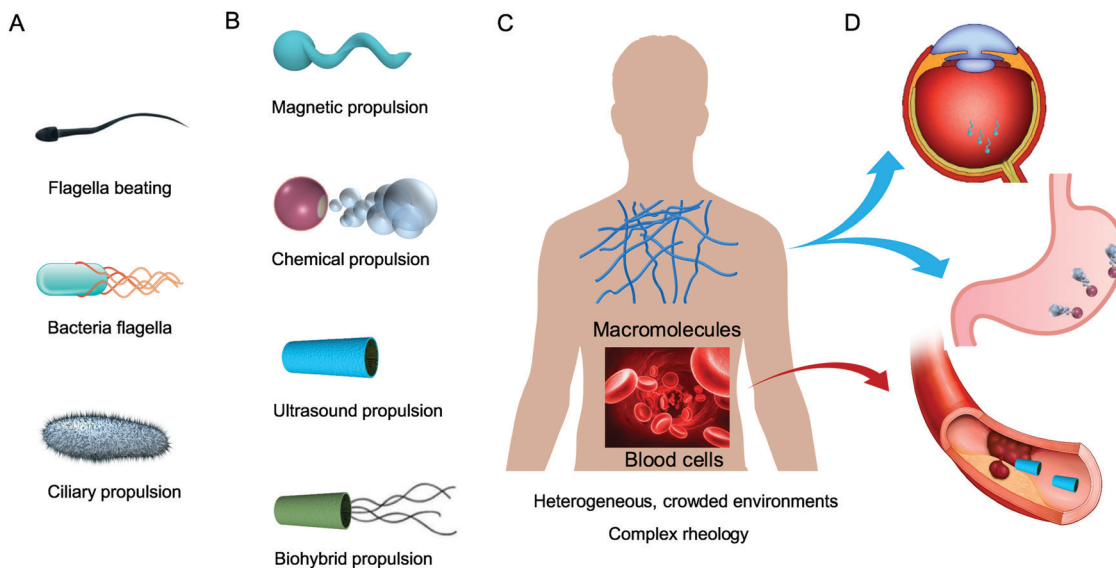 A
Flagella beating
Bacteria flagella
Ciliary propulsion
B
Magnetic propulsion
Chemical propulsion
Ultrasound propulsion
Biohybrid propulsion
C
Macromolecules
Blood cells
Heterogeneous, crowded environments
Complex rheology
D